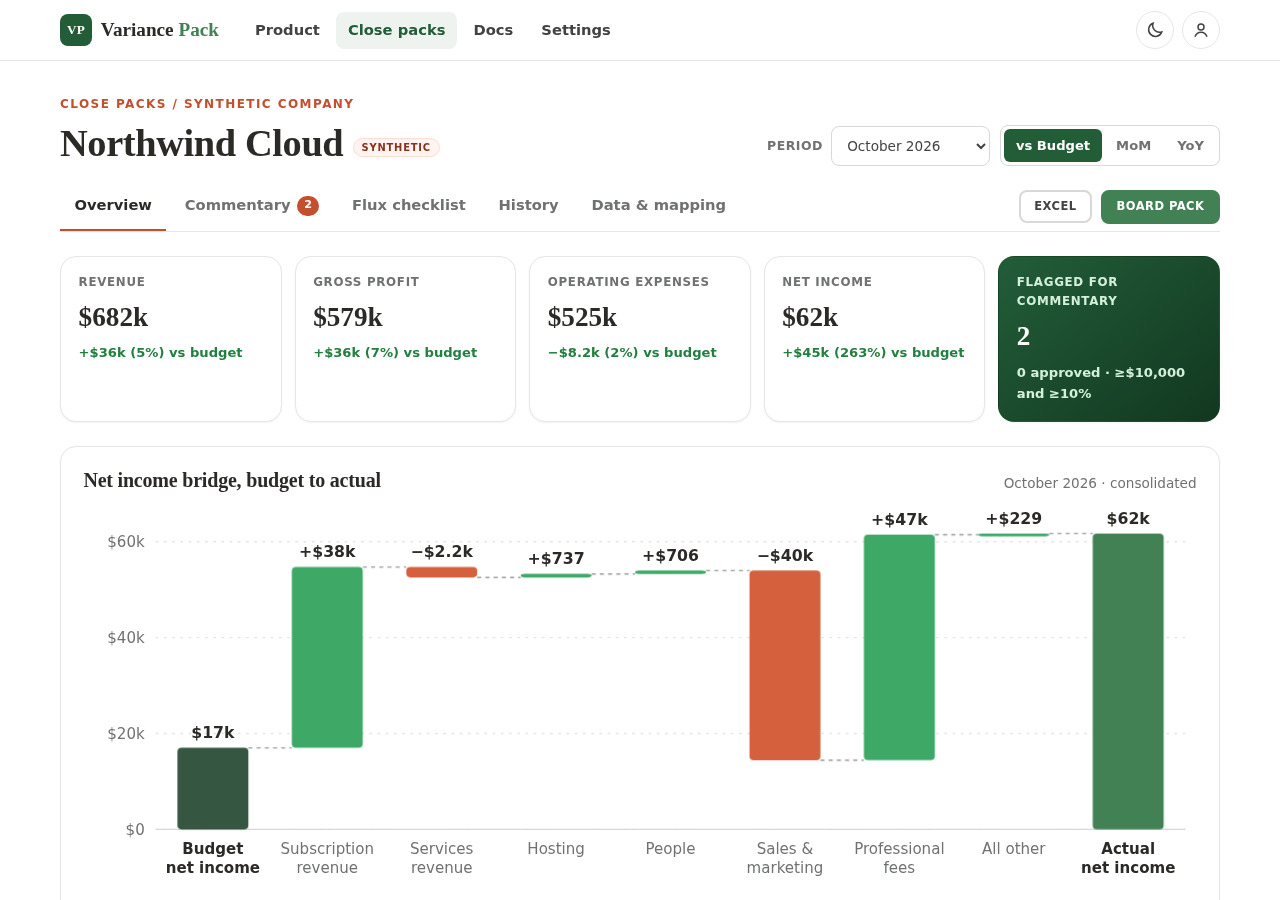 VP Variance Pack Product Close packs Docs Settings
CLOSE PACKS / SYNTHETIC COMPANY
Northwind Cloud SYNTHETIC
PERIOD October 2026 vs Budget MoM YoY
Overview Commentary 2 Flux checklist History Data & mapping
EXCEL BOARD PACK
REVENUE
$682k
+$36k (5%) vs budget
GROSS PROFIT
$579k
+$36k (7%) vs budget
OPERATING EXPENSES
$525k
−$8.2k (2%) vs budget
NET INCOME
$62k
+$45k (263%) vs budget
FLAGGED FOR
COMMENTARY
2
0 approved · ≥$10,000
and ≥10%
Net income bridge, budget to actual
October 2026 · consolidated
$60k
$40k
$20k
$0
$17k
+$38k
−$2.2k
+$737
+$706
−$40k
+$47k
+$229
$62k
Budget
net income
Subscription
revenue
Services
revenue
Hosting
People
Sales &
marketing
Professional
fees
All other
Actual
net income